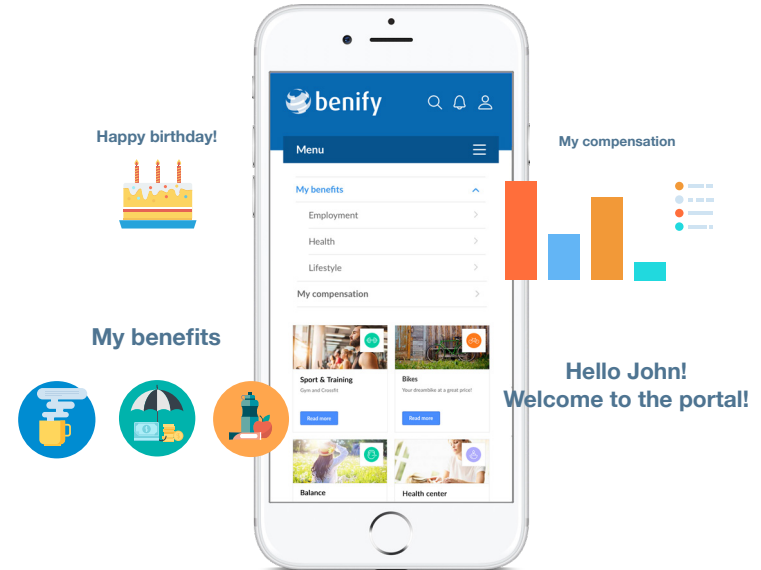 Happy birthday!
My benefits
benify
Menu
My benefits
Employment
Health
Lifestyle
My compensation
Sport & Training
Gym and Crossfit
Read more
Bikes
Your dreambike at a great price!
Read more
Balance
Health center
My compensation
Hello John!
Welcome to the portal!